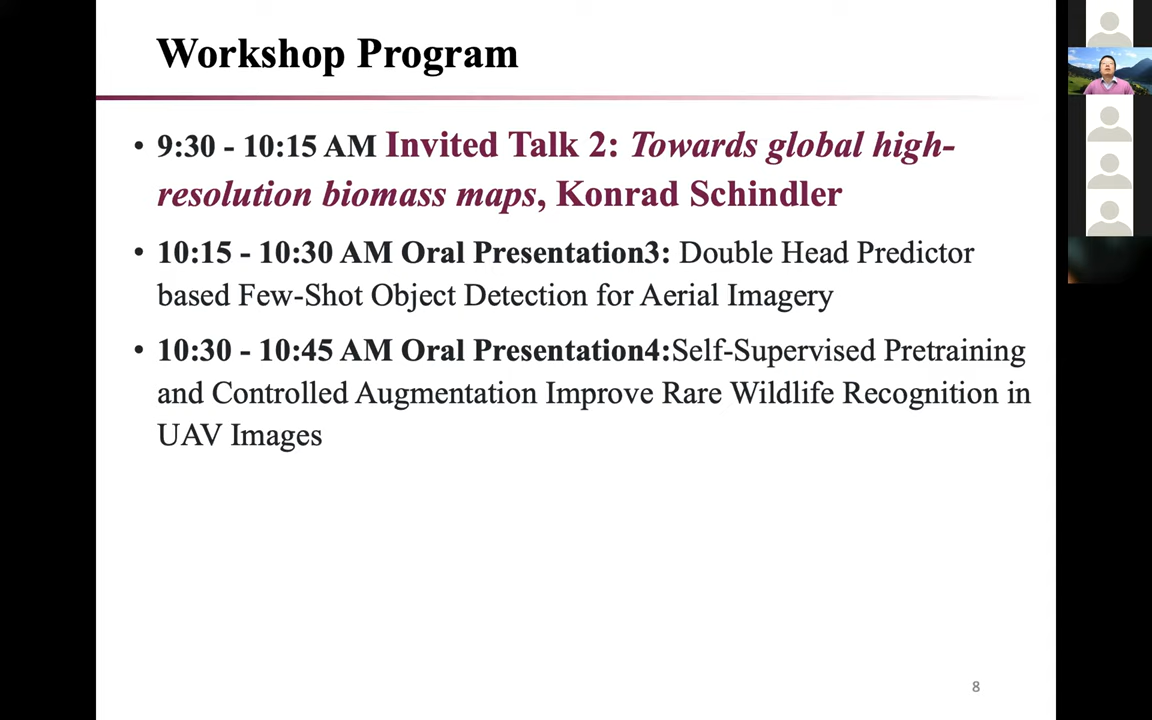 Workshop Program
• 9:30 - 10:15 AM Invited Talk 2: Towards global high-
resolution biomass maps, Konrad Schindler
• 10:15 - 10:30 AM Oral Presentation3: Double Head Predictor
based Few-Shot Object Detection for Aerial Imagery
• 10:30 - 10:45 AM Oral Presentation4:Self-Supervised Pretraining
and Controlled Augmentation Improve Rare Wildlife Recognition in
UAV Images
8